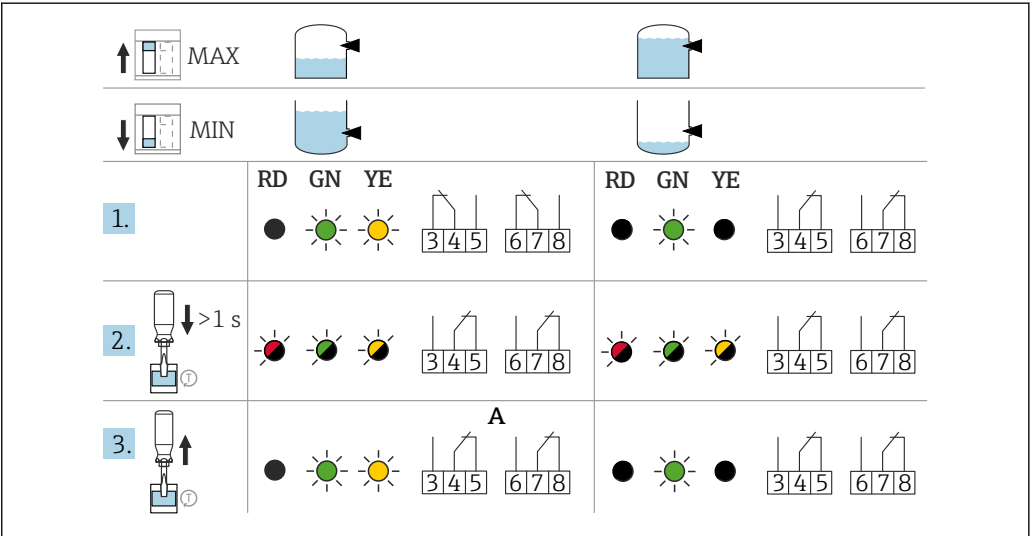 MAX
MIN
RD GN YE RD GN YE
1. 3 4 5 6 7 8 3 4 5 6 7 8
2. >1 s T 3 4 5 6 7 8 3 4 5 6 7 8
A
3. T 3 4 5 6 7 8 3 4 5 6 7 8